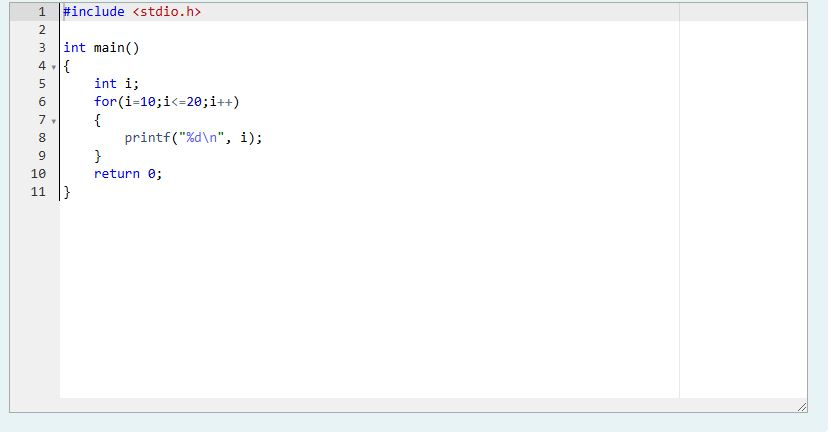 1 #include <stdio.h>
2
3 int main()
4 {
5     int i;
6     for(i=10;i<=20;i++)
7     {
8         printf("%d\n", i);
9     }
10     return 0;
11 }